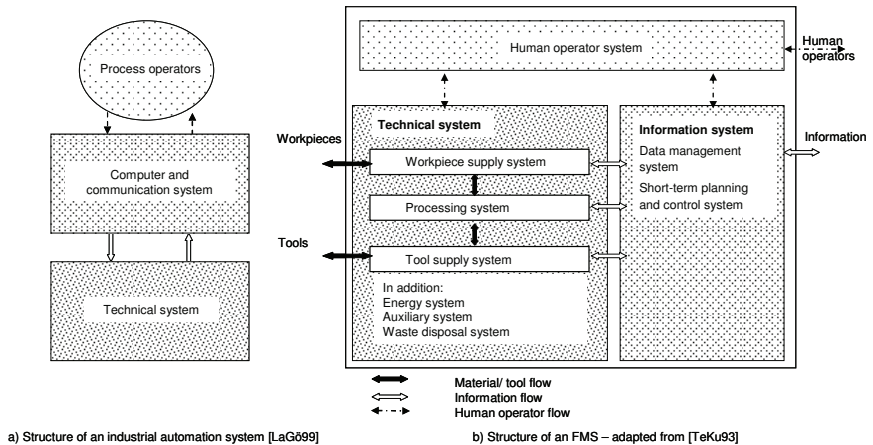 Process operators
Computer and
communication system
Technical system
a) Structure of an industrial automation system [LaGö99]
Human operator system
Human
operators
Technical system
Workpieces
Workpiece supply system
Processing system
Tools
Tool supply system
In addition:
Energy system
Auxiliary system
Waste disposal system
Information system
Data management
system
Short-term planning
and control system
Information
Material/ tool flow
Information flow
Human operator flow
b) Structure of an FMS – adapted from [TeKu93]